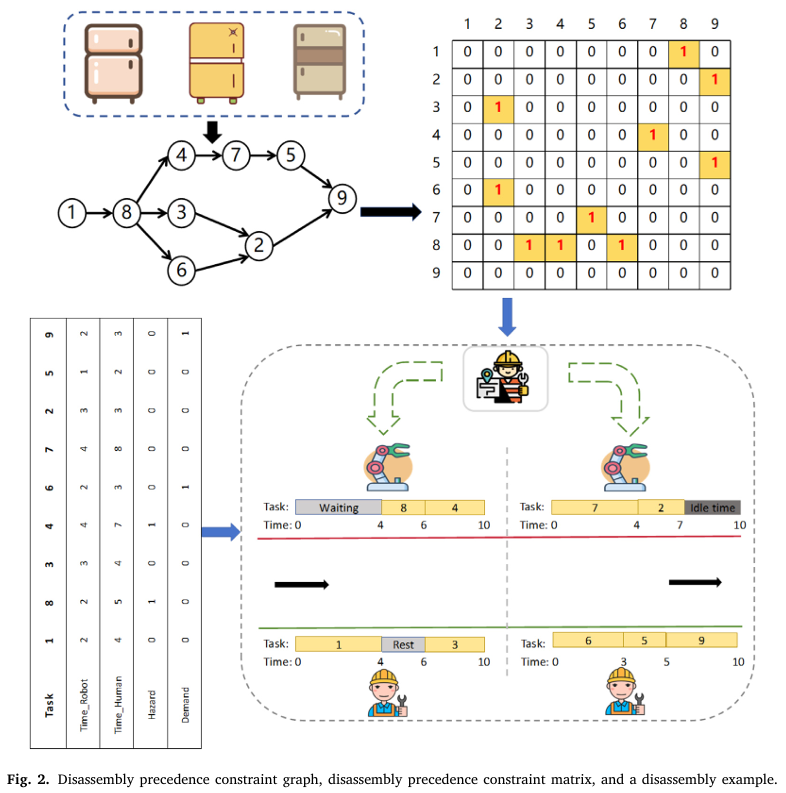 1 2 3 4 5 6 7 8 9
1 0 0 0 0 0 0 0 1 0
2 0 0 0 0 0 0 0 0 1
3 0 1 0 0 0 0 0 0 0
4 0 0 0 0 0 0 1 0 0
5 0 0 0 0 0 0 0 0 1
6 0 1 0 0 0 0 0 0 0
7 0 0 0 0 1 0 0 0 0
8 0 0 1 1 0 1 0 0 0
9 0 0 0 0 0 0 0 0 0
4 7 5
9
1 8 3
2
6
Task 1 8 3 4 6 7 2 5 9
Time_Robot 2 2 3 4 2 4 3 1 2
Time_Human 4 5 4 7 3 8 3 2 3
Hazard 0 1 0 1 0 0 0 0 0
Demand 0 0 0 0 1 0 0 0 1
Task: Waiting 8 4
Time: 0 4 6 10
Task: 7 2 Idle time
Time: 0 4 7 10
Task: 1 Rest 3
Time: 0 4 6 10
Task: 6 5 9
Time: 0 3 5 10
Fig. 2. Disassembly precedence constraint graph, disassembly precedence constraint matrix, and a disassembly example.